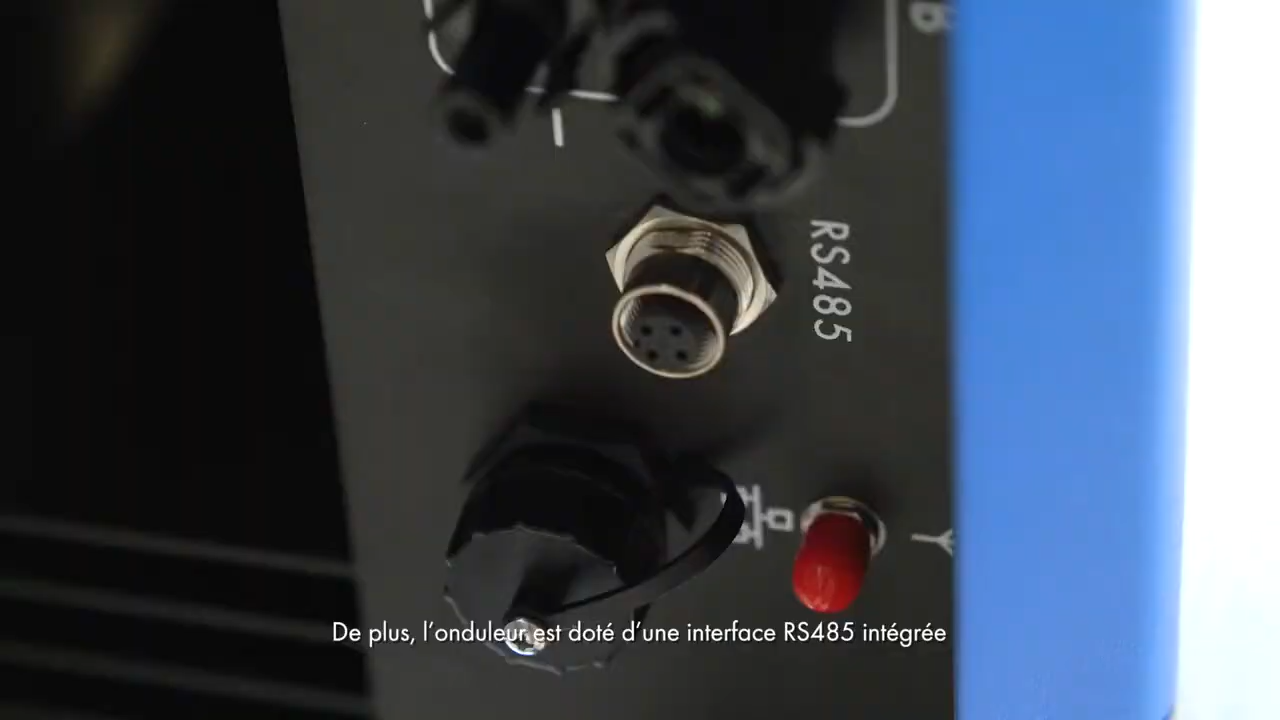 RS485
De plus, l’onduleur est doté d’une interface RS485 intégrée